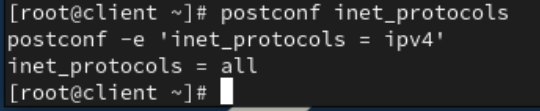 [root@client ~]# postconf inet_protocols
postconf -e 'inet_protocols = ipv4'
inet_protocols = all
[root@client ~]#